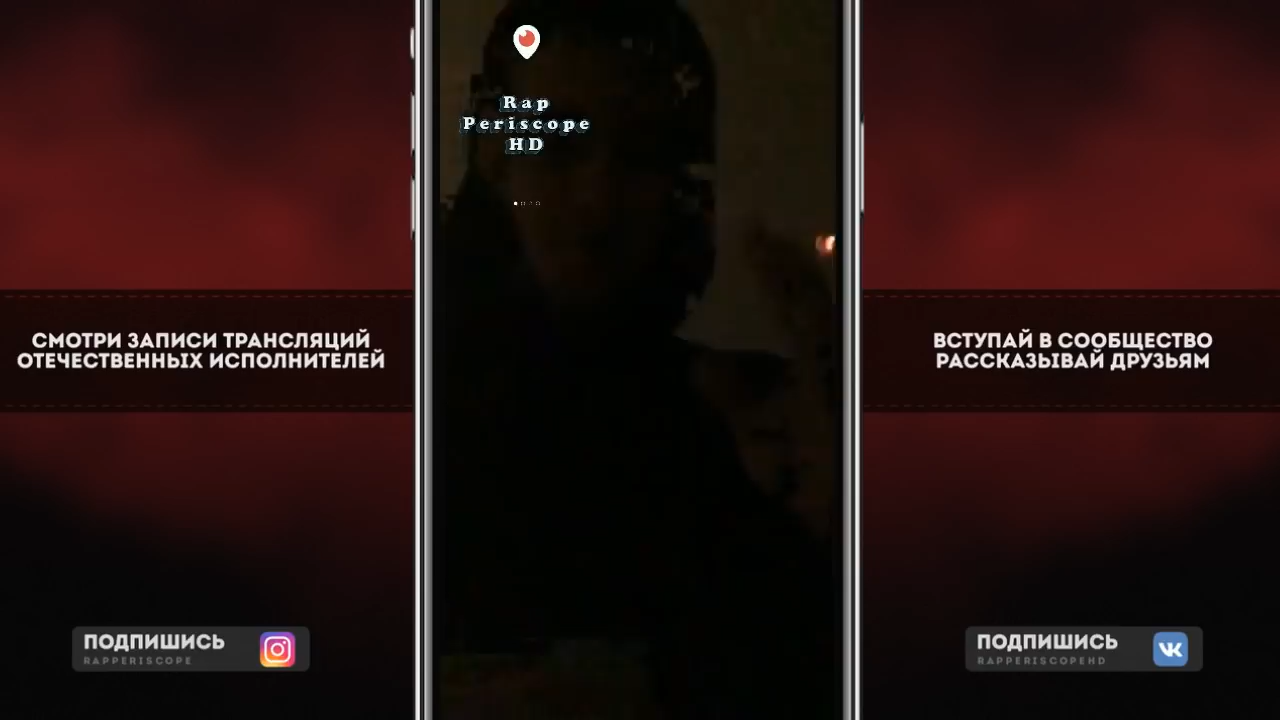 Rap
Periscope
HD
СМОТРИ ЗАПИСИ ТРАНСЛЯЦИЙ
ОТЕЧЕСТВЕННЫХ ИСПОЛНИТЕЛЕЙ
ВСТУПАЙ В СООБЩЕСТВО
РАССКАЗЫВАЙ ДРУЗЬЯМ
ПОДПИШИСЬ
RAPPERISCOPE
ПОДПИШИСЬ
RAPPERISCOPEHD